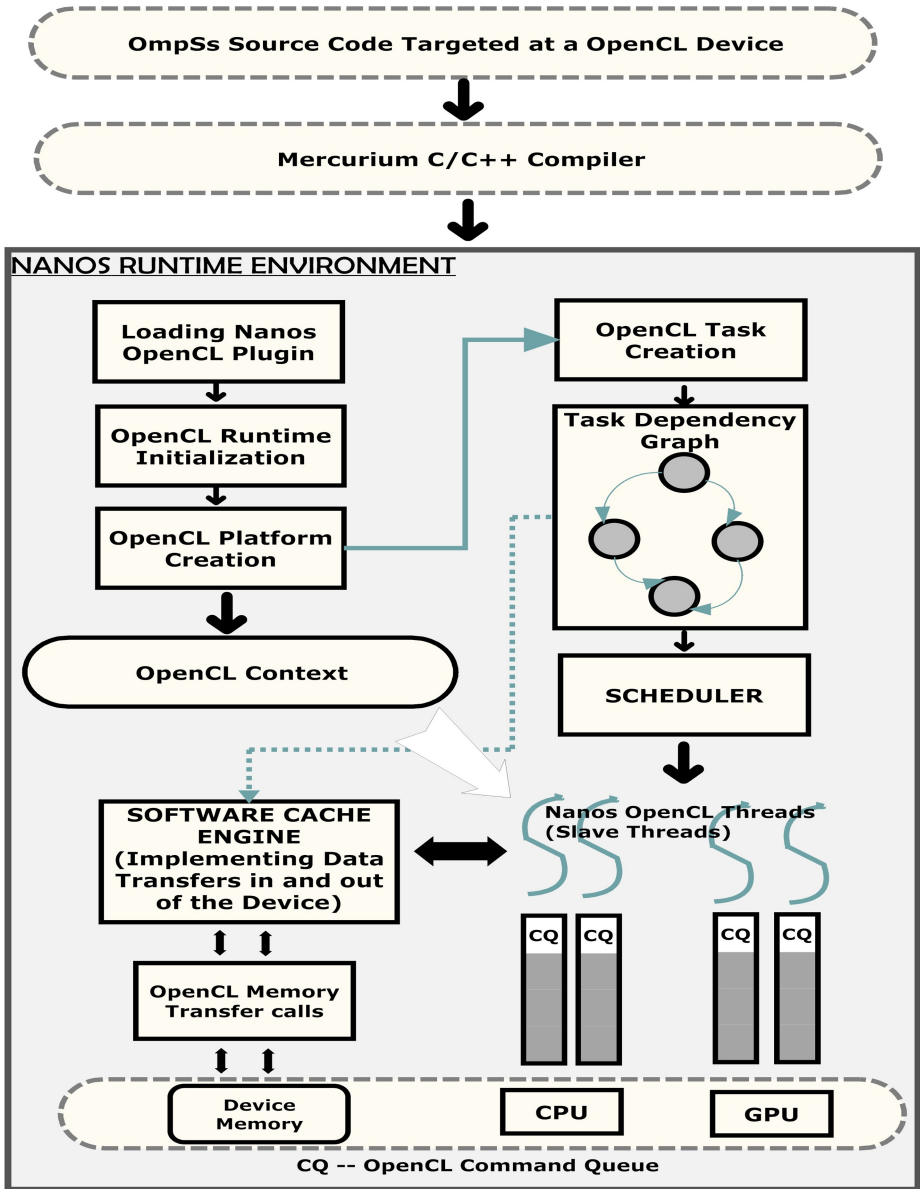 OmpSs Source Code Targeted at a OpenCL Device
Mercurium C/C++ Compiler
NANOS RUNTIME ENVIRONMENT
Loading Nanos
OpenCL Plugin
OpenCL Runtime
Initialization
OpenCL Platform
Creation
OpenCL Context
OpenCL Task
Creation
Task Dependency
Graph
SCHEDULER
Nanos OpenCL Threads
(Slave Threads)
SOFTWARE CACHE
ENGINE
(Implementing Data
Transfers in and out
of the Device)
CQ
CQ
CQ
CQ
OpenCL Memory
Transfer calls
Device
Memory
CPU
GPU
CQ -- OpenCL Command Queue